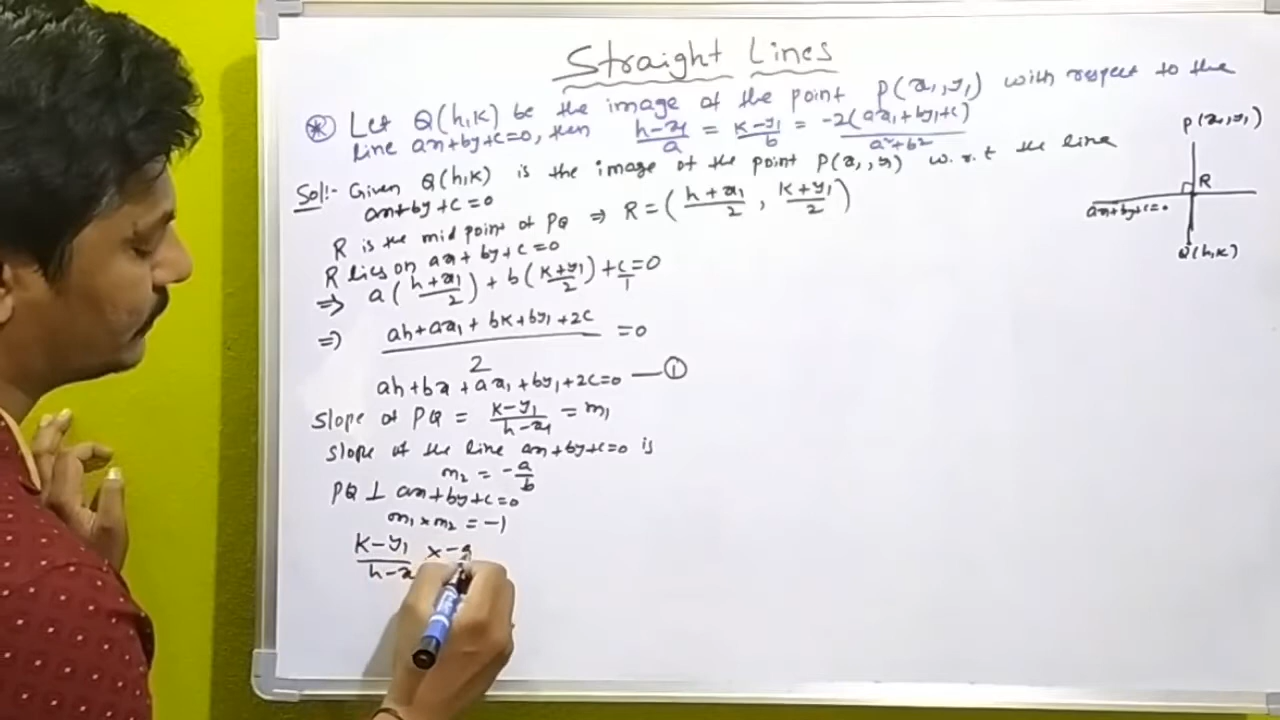 Straight Lines
* Let Q(h,k) be the image of the point P(x₁,y₁) with respect to the
line ax+by+c=0, then (h-x₁)/a = (k-y₁)/b = -2(ax₁+by₁+c)/(a²+b²)
Sol:- Given Q(h,k) is the image of the point P(x₁,y₁) w.r.t the line
ax+by+c=0
R is the mid point of PQ ⇒ R = ((h+x₁)/2, (k+y₁)/2)
R lies on ax+by+c=0
⇒ a((h+x₁)/2) + b((k+y₁)/2) + c/1 = 0
⇒ (ah+ax₁+bk+by₁+2c)/2 = 0
ah+bx+ax₁+by₁+2c=0 — ①
Slope of PQ = (k-y₁)/(h-x₁) = m₁
Slope of the line ax+by+c=0 is
m₂ = -a/b
PQ ⊥ ax+by+c=0
m₁ × m₂ = -1
(k-y₁)/(h-x × -a
P(x₁,y₁)
R
ax+by+c=0
Q(h,k)